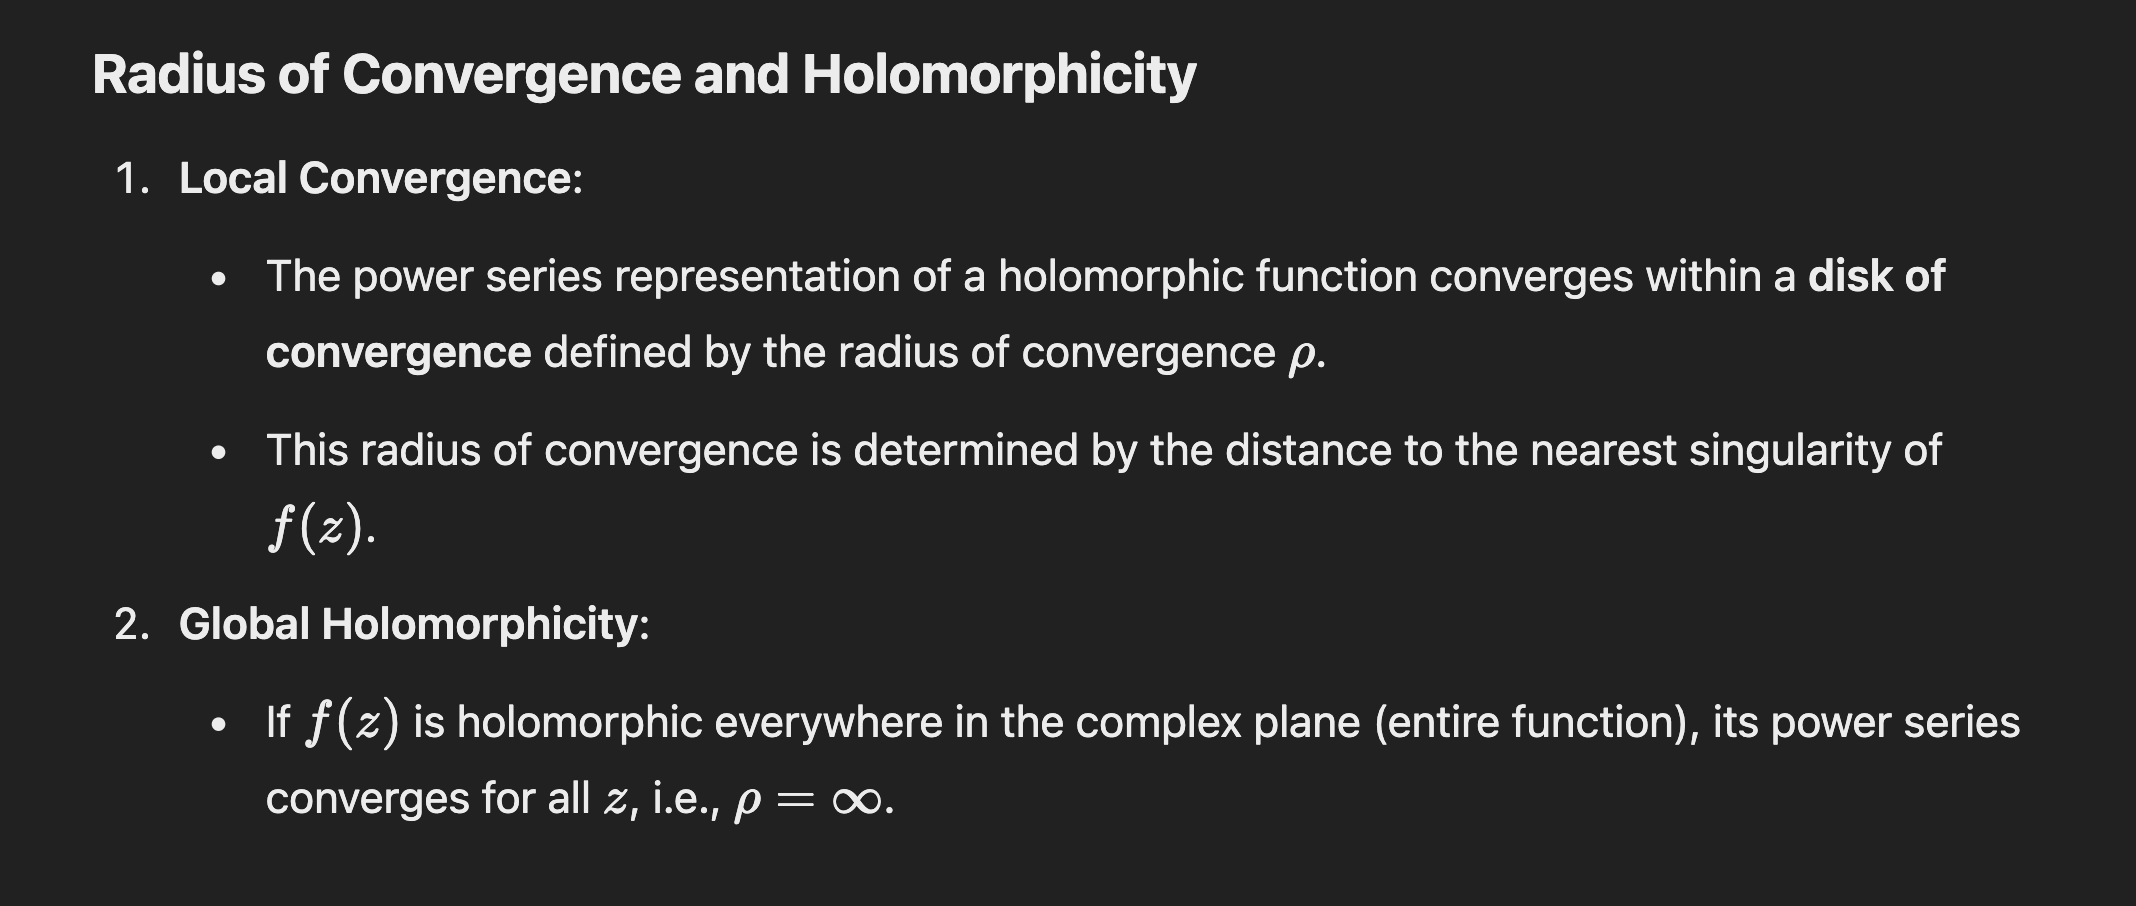 Radius of Convergence and Holomorphicity
1. Local Convergence:
• The power series representation of a holomorphic function converges within a disk of
convergence defined by the radius of convergence ρ.
• This radius of convergence is determined by the distance to the nearest singularity of
f(z).
2. Global Holomorphicity:
• If f(z) is holomorphic everywhere in the complex plane (entire function), its power series
converges for all z, i.e., ρ = ∞.